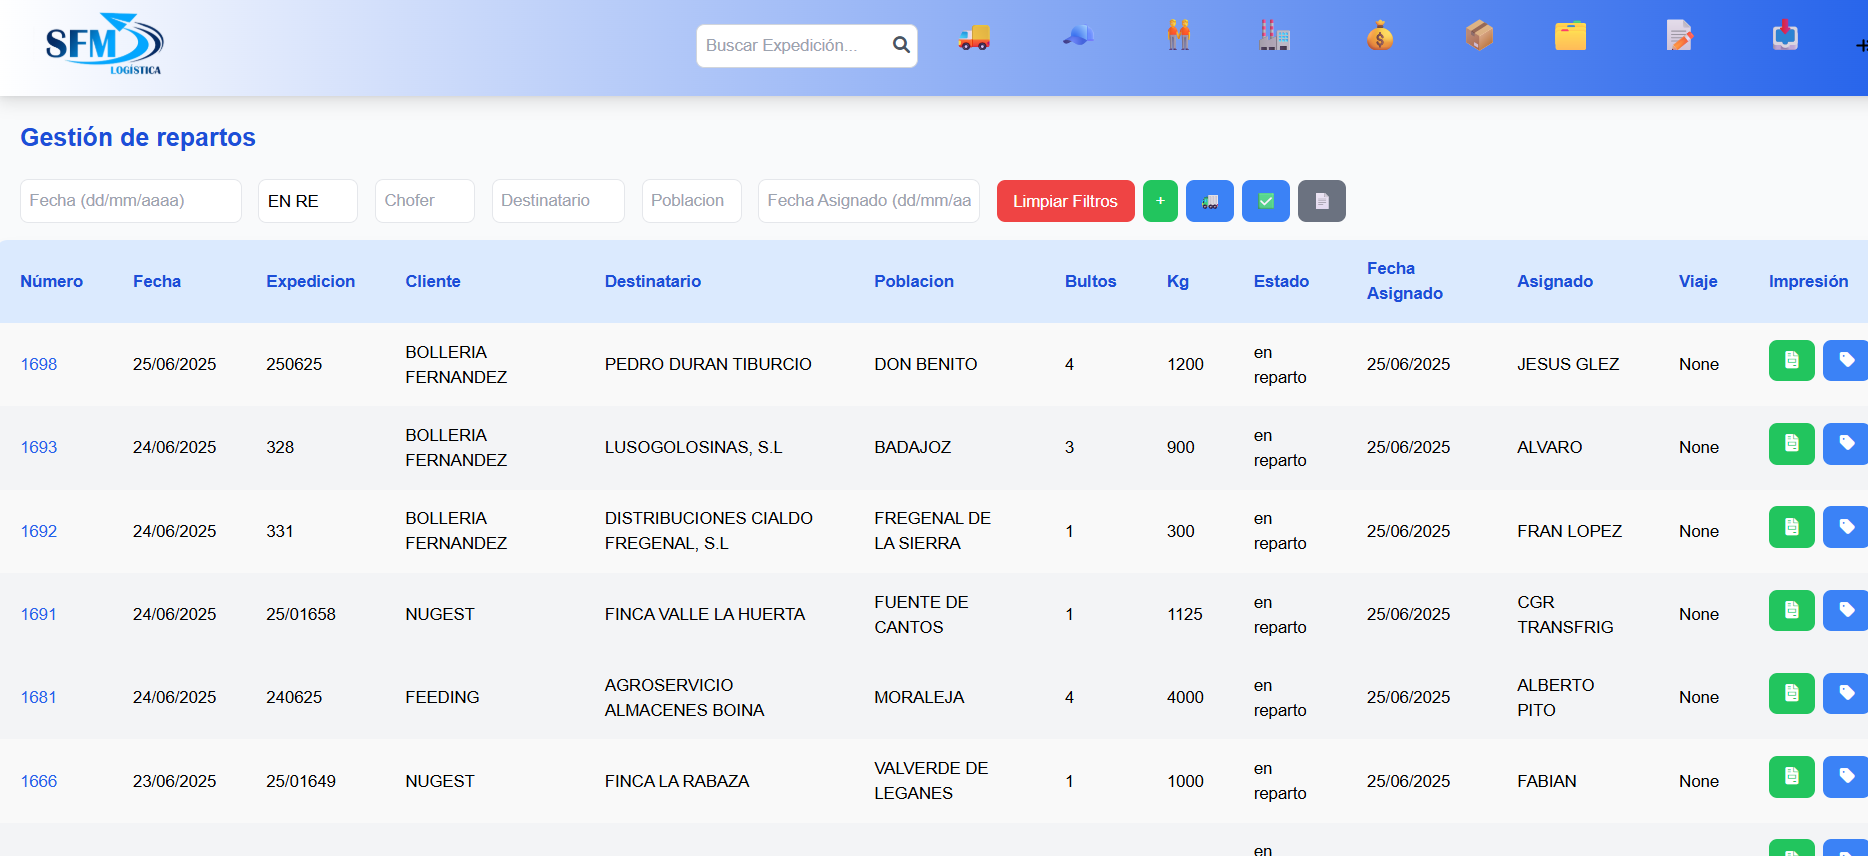 SFM
LOGÍSTICA
Buscar Expedición...
Gestión de repartos
Fecha (dd/mm/aaaa)
EN RE
Chofer
Destinatario
Poblacion
Fecha Asignado (dd/mm/aa
Limpiar Filtros
+
Número Fecha Expedicion Cliente Destinatario Poblacion Bultos Kg Estado Fecha Asignado Asignado Viaje Impresión
1698 25/06/2025 250625 BOLLERIA FERNANDEZ PEDRO DURAN TIBURCIO DON BENITO 4 1200 en reparto 25/06/2025 JESUS GLEZ None
1693 24/06/2025 328 BOLLERIA FERNANDEZ LUSOGOLOSINAS, S.L BADAJOZ 3 900 en reparto 25/06/2025 ALVARO None
1692 24/06/2025 331 BOLLERIA FERNANDEZ DISTRIBUCIONES CIALDO FREGENAL, S.L FREGENAL DE LA SIERRA 1 300 en reparto 25/06/2025 FRAN LOPEZ None
1691 24/06/2025 25/01658 NUGEST FINCA VALLE LA HUERTA FUENTE DE CANTOS 1 1125 en reparto 25/06/2025 CGR TRANSFRIG None
1681 24/06/2025 240625 FEEDING AGROSERVICIO ALMACENES BOINA MORALEJA 4 4000 en reparto 25/06/2025 ALBERTO PITO None
1666 23/06/2025 25/01649 NUGEST FINCA LA RABAZA VALVERDE DE LEGANES 1 1000 en reparto 25/06/2025 FABIAN None
en